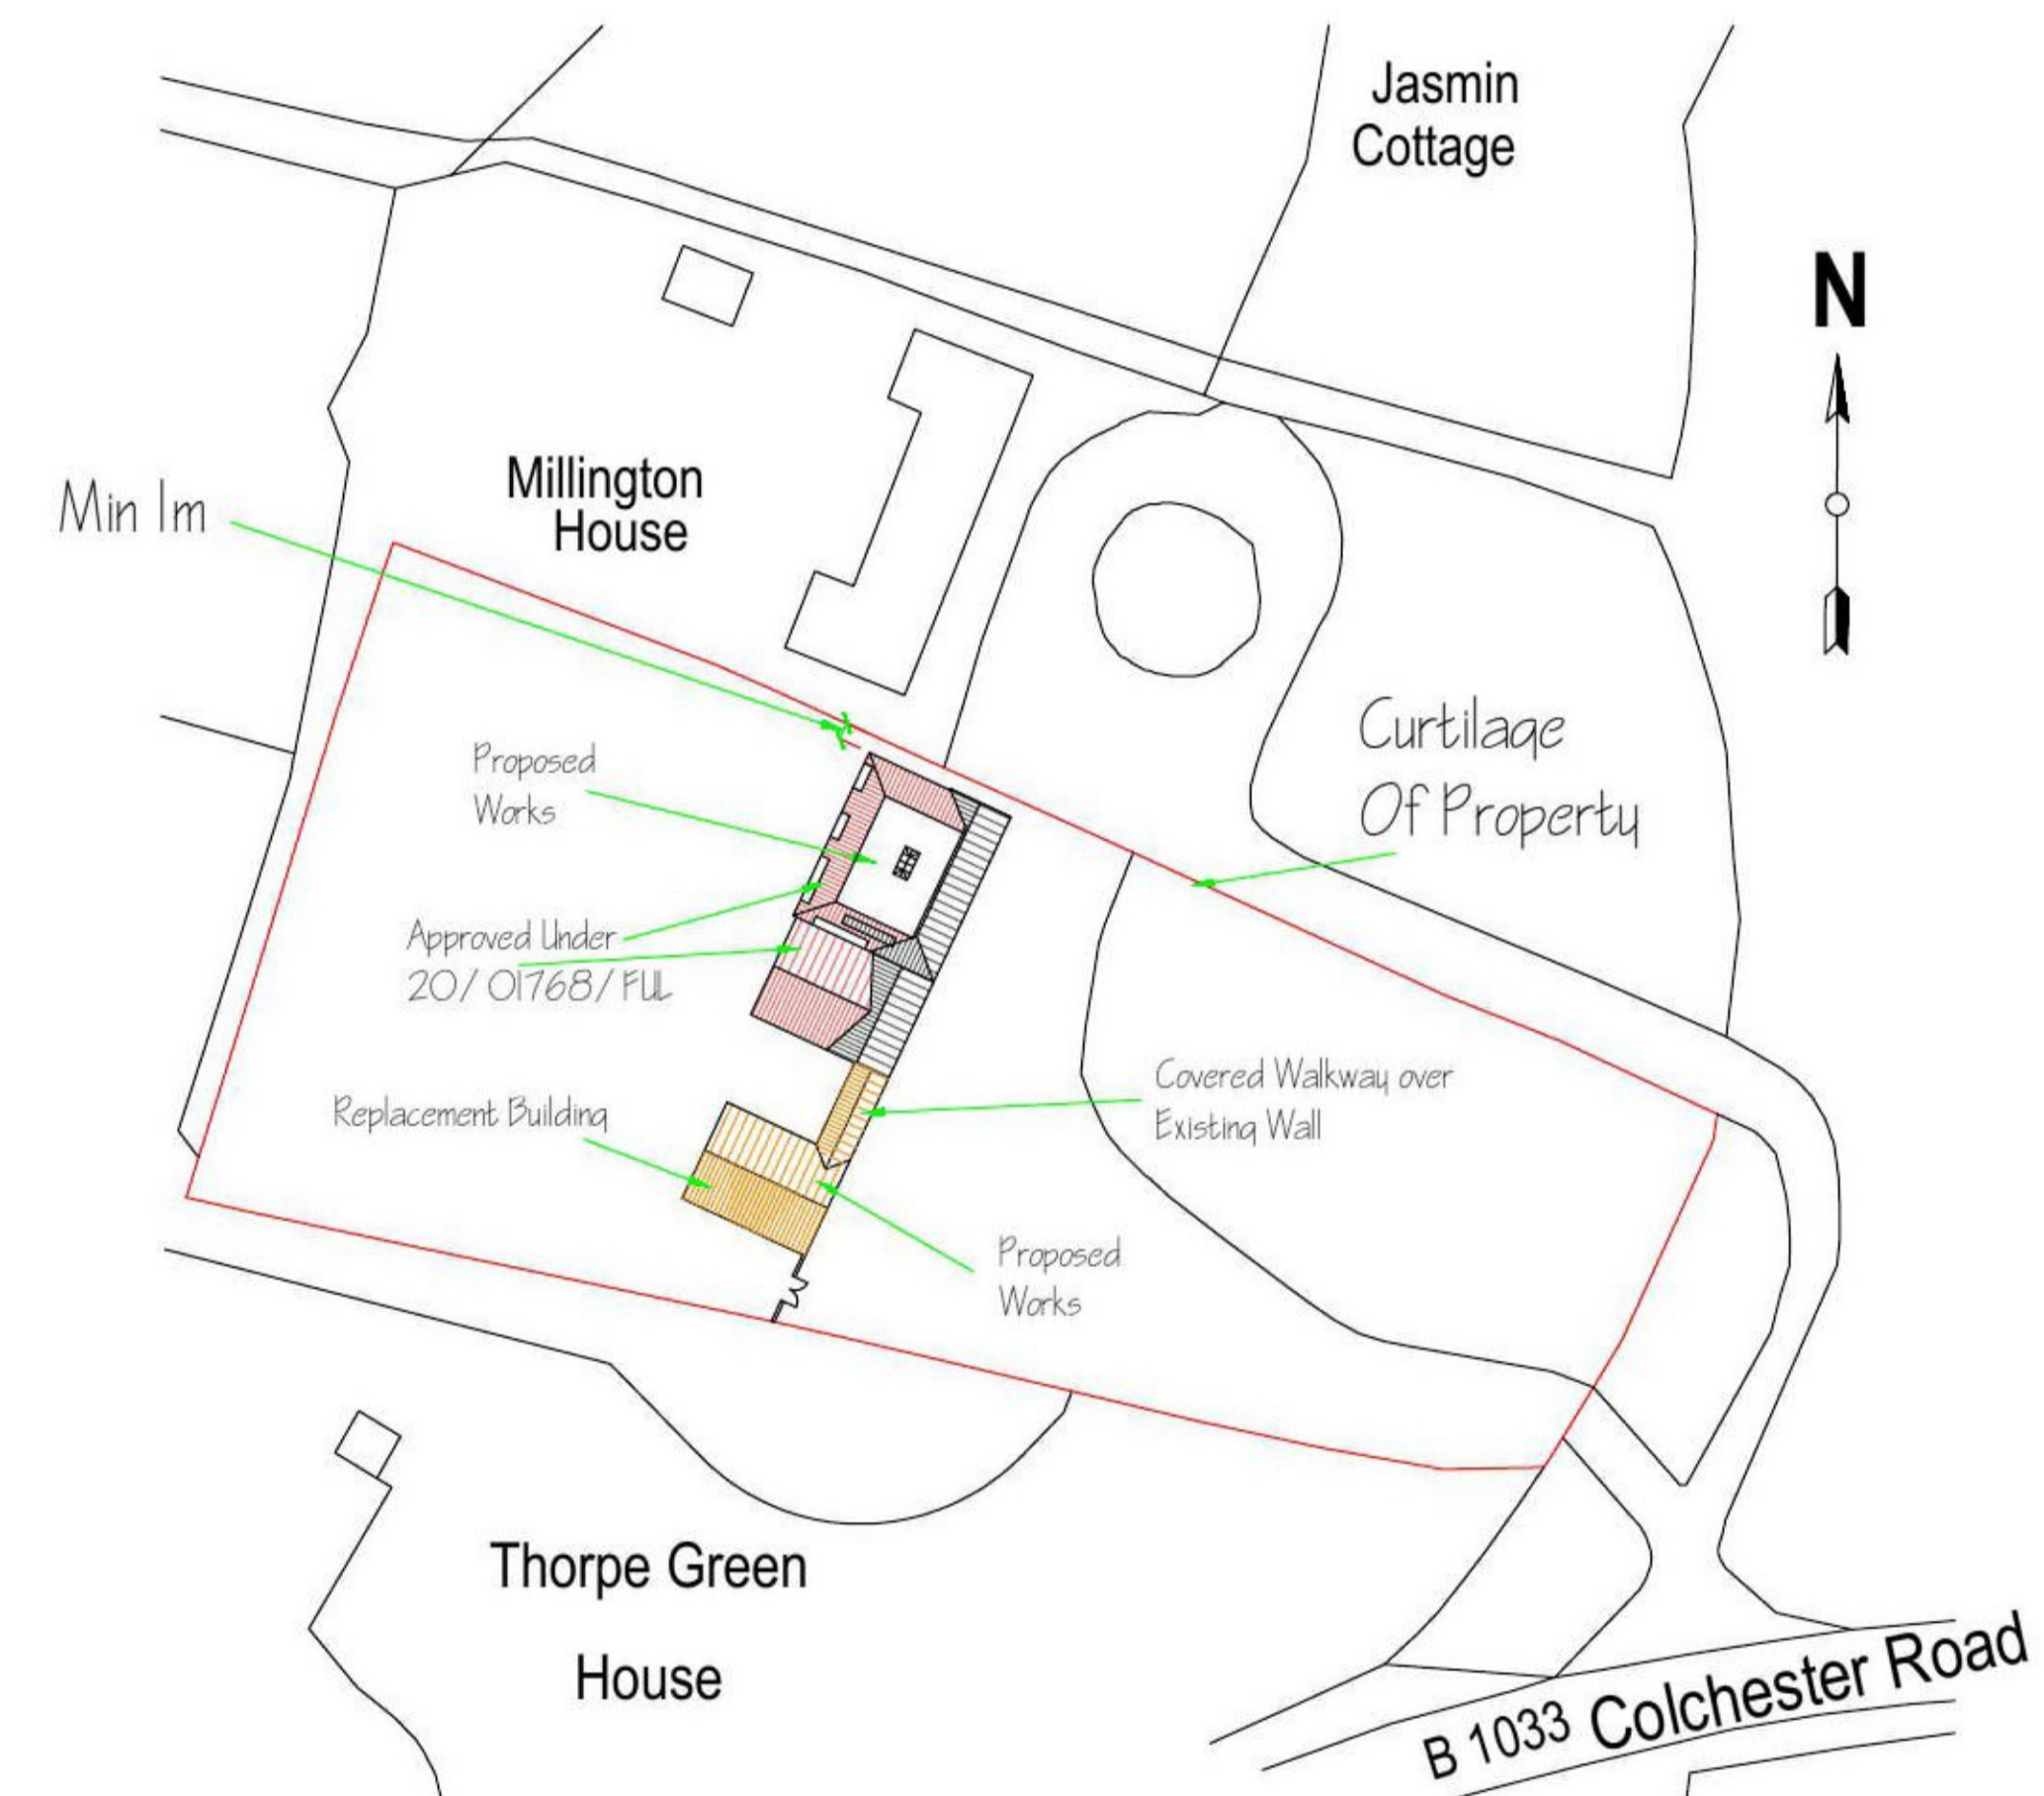 Jasmin
Cottage
N
Millington
House
Min 1m
Curtilage
Of Property
Proposed
Works
Approved Under
20/01768/FUL
Covered Walkway over
Existing Wall
Replacement Building
Proposed
Works
Thorpe Green
House
B 1033 Colchester Road